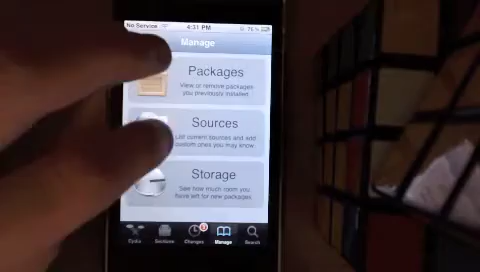 No Service 4:31 PM 76%
Manage
Packages
View or remove packages
you previously installed.
Sources
List current sources and add
custom ones you may know.
Storage
See how much room you
have left for new packages.
Cydia Sections Changes Manage Search